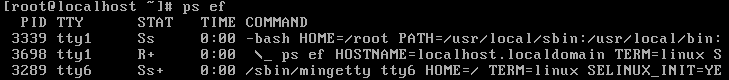 [root@localhost ~]# ps ef
  PID TTY      STAT   TIME COMMAND
 3339 tty1     Ss     0:00 -bash HOME=/root PATH=/usr/local/sbin:/usr/local/bin:
 3698 tty1     R+     0:00  \_ ps ef HOSTNAME=localhost.localdomain TERM=linux S
 3289 tty6     Ss+    0:00 /sbin/mingetty tty6 HOME=/ TERM=linux SELINUX_INIT=YE